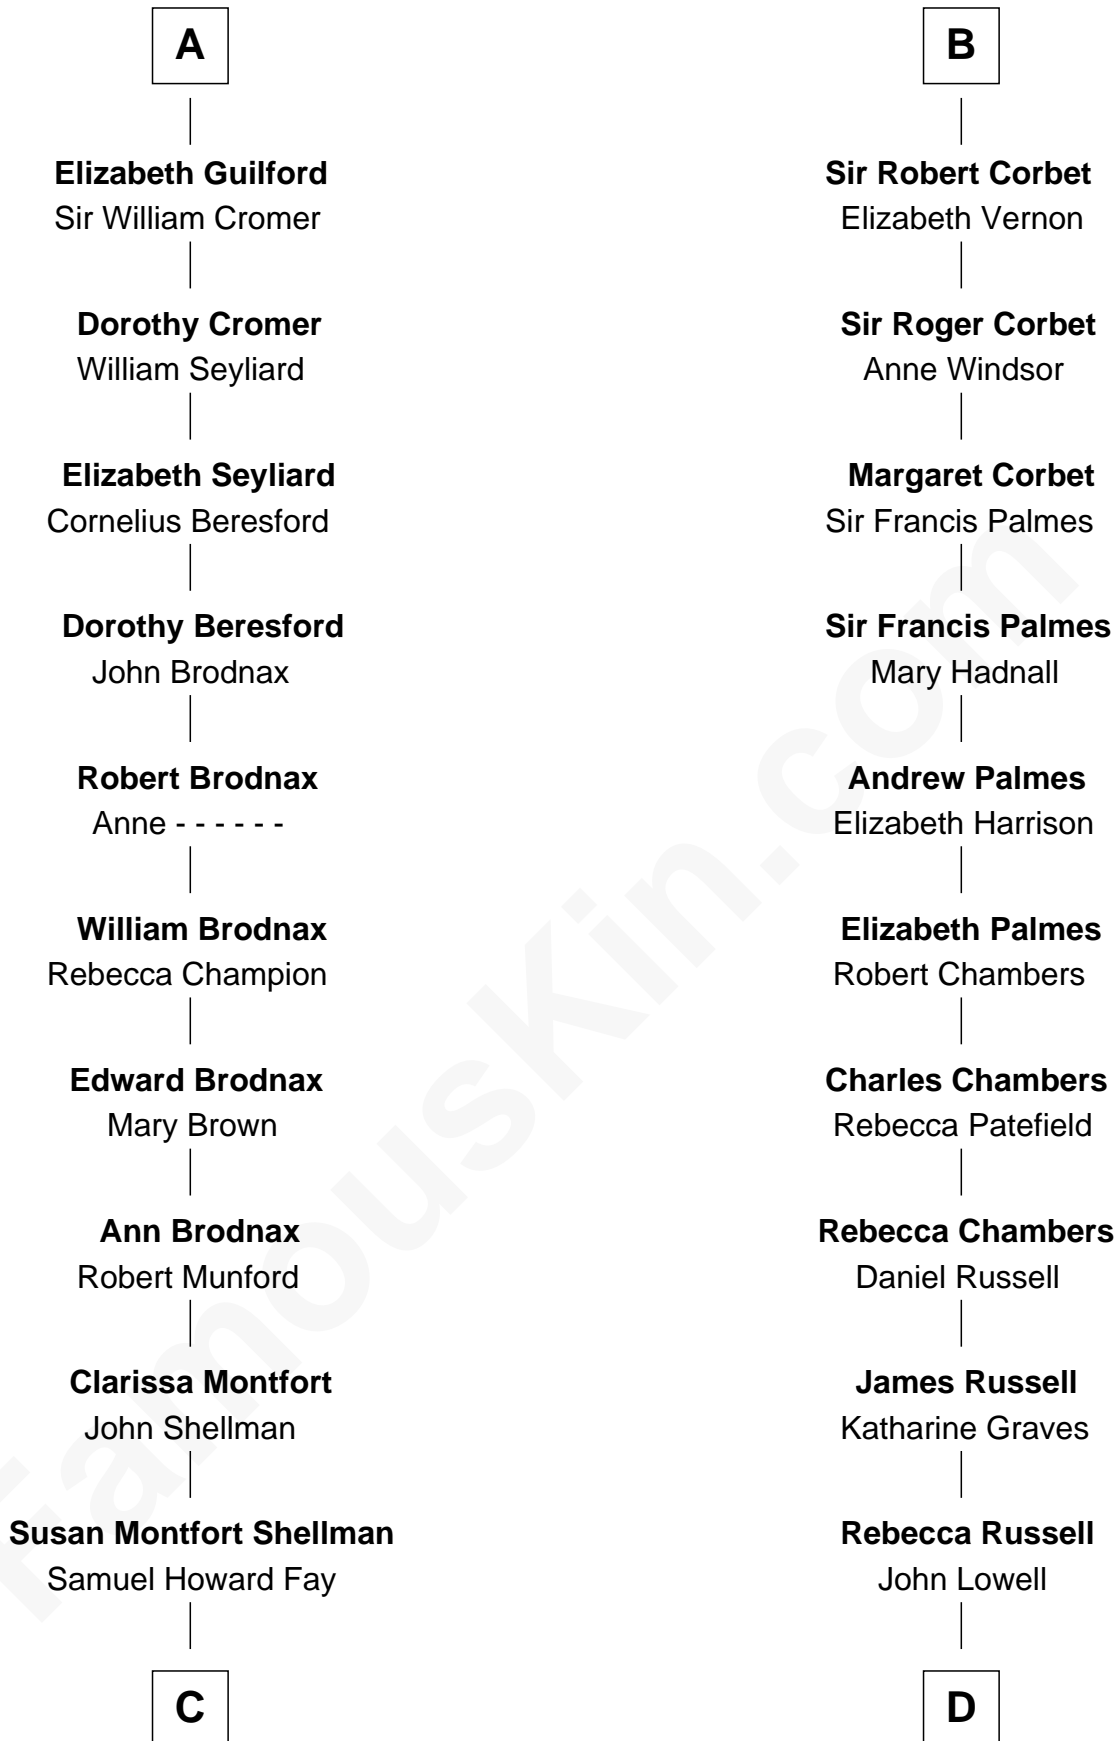 A
Elizabeth Guilford
Sir William Cromer
Dorothy Cromer
William Seyliard
Elizabeth Seyliard
Cornelius Beresford
Dorothy Beresford
John Brodnax
Robert Brodnax
Anne - - - - - -
William Brodnax
Rebecca Champion
Edward Brodnax
Mary Brown
Ann Brodnax
Robert Munford
Clarissa Montfort
John Shellman
Susan Montfort Shellman
Samuel Howard Fay
C
B
Sir Robert Corbet
Elizabeth Vernon
Sir Roger Corbet
Anne Windsor
Margaret Corbet
Sir Francis Palmes
Sir Francis Palmes
Mary Hadnall
Andrew Palmes
Elizabeth Harrison
Elizabeth Palmes
Robert Chambers
Charles Chambers
Rebecca Patefield
Rebecca Chambers
Daniel Russell
James Russell
Katharine Graves
Rebecca Russell
John Lowell
D
FamousKin.com